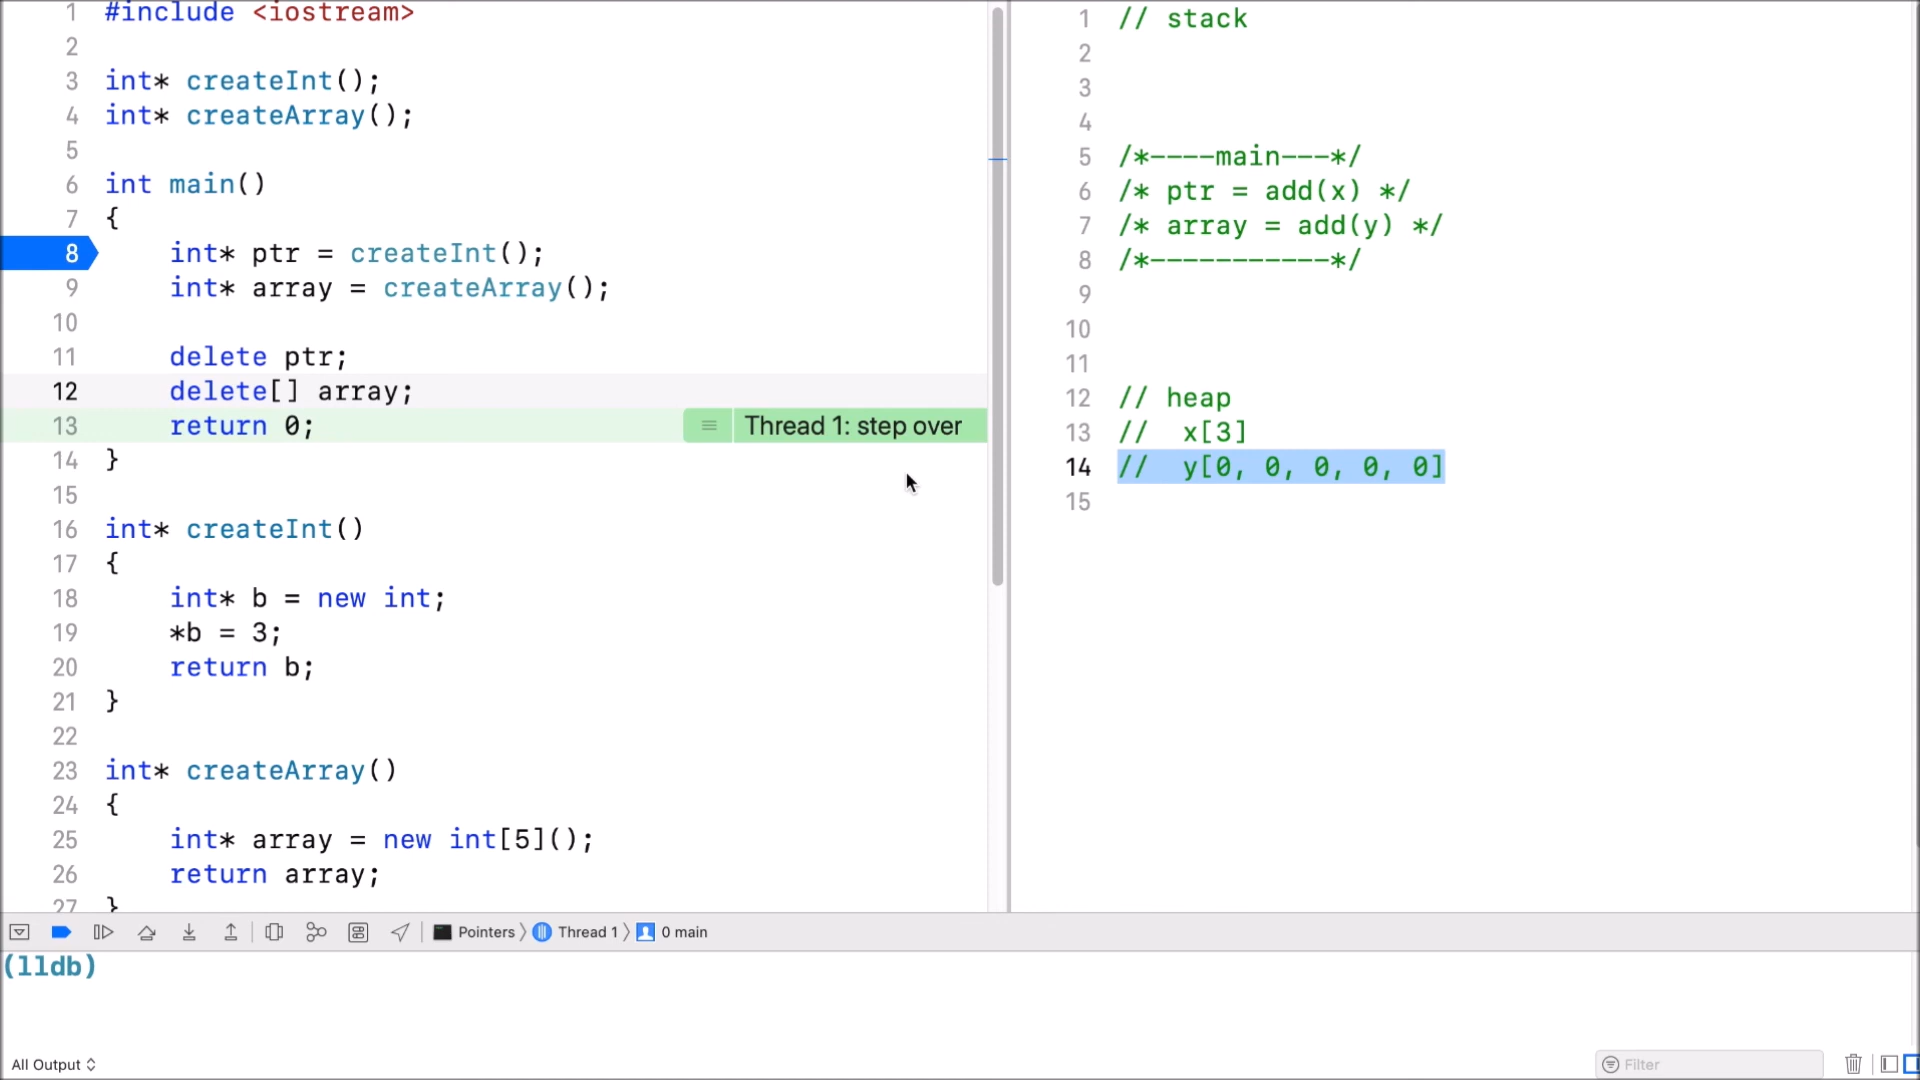 1 #include <iostream>
2
3 int* createInt();
4 int* createArray();
5
6 int main()
7 {
8 int* ptr = createInt();
9 int* array = createArray();
10
11 delete ptr;
12 delete[] array;
13 return 0;
Thread 1: step over
14 }
15
16 int* createInt()
17 {
18 int* b = new int;
19 *b = 3;
20 return b;
21 }
22
23 int* createArray()
24 {
25 int* array = new int[5]();
26 return array;
27 }
1 // stack
2
3
4
5 /*----main---*/
6 /* ptr = add(x) */
7 /* array = add(y) */
8 /*-----------*/
9
10
11
12 // heap
13 // x[3]
14 // y[0, 0, 0, 0, 0]
15
Pointers 〉 Thread 1 〉 0 main
(lldb)
All Output
Filter